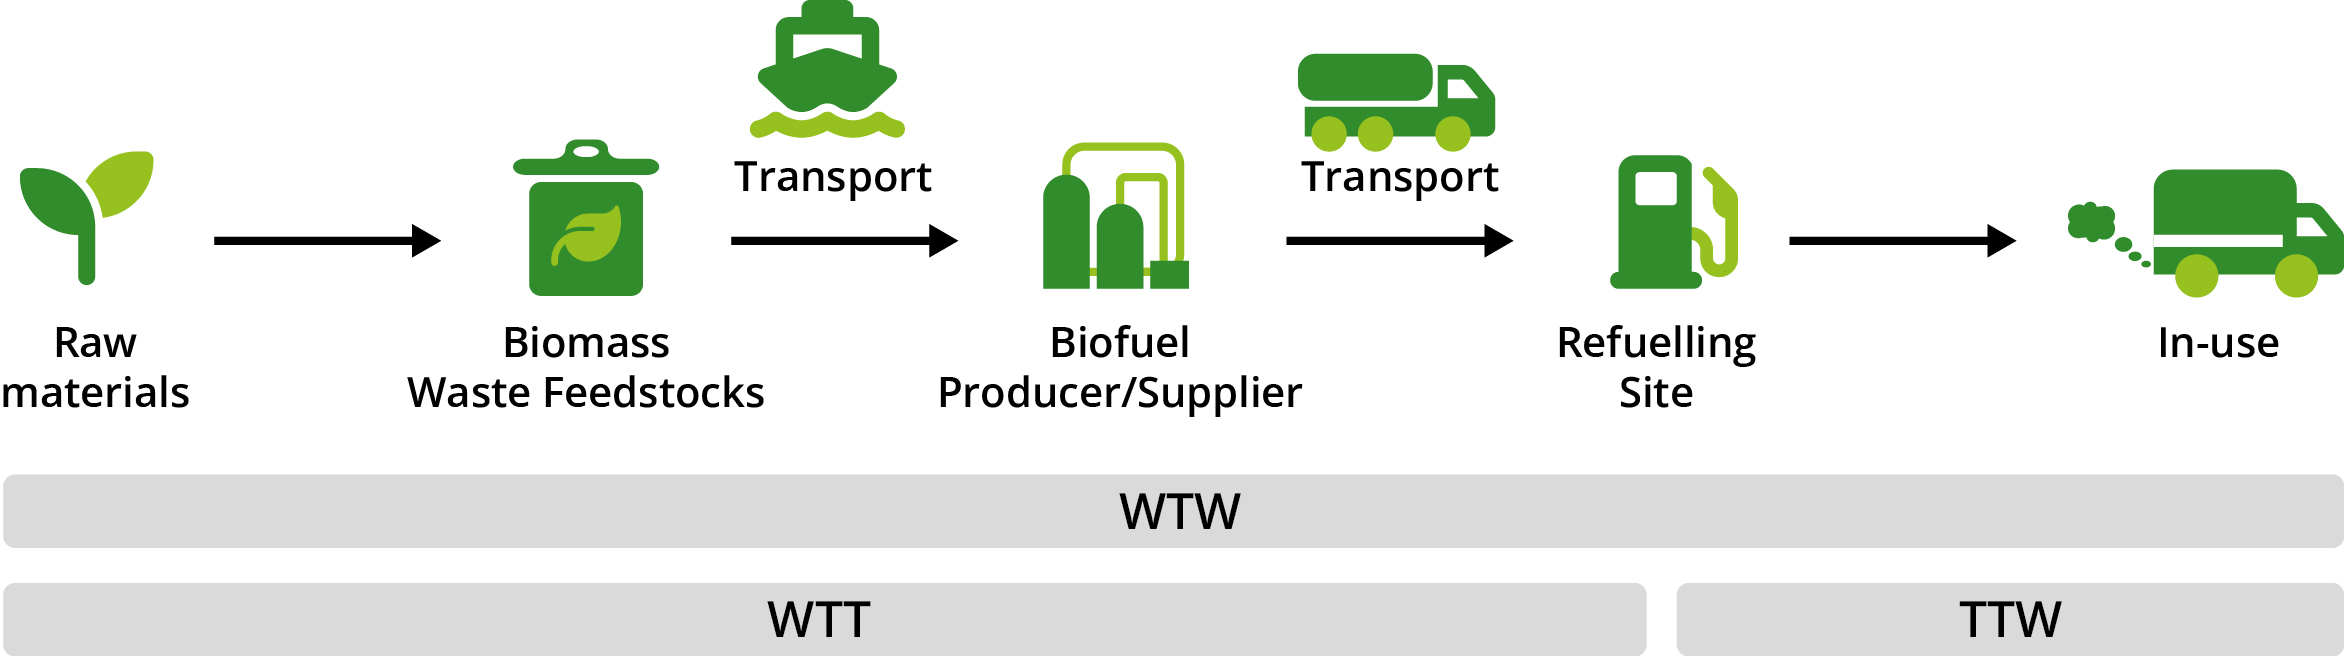 Transport
Transport
Raw
materials
Biomass
Waste Feedstocks
Biofuel
Producer/Supplier
Refuelling
Site
In-use
WTW
WTT
TTW